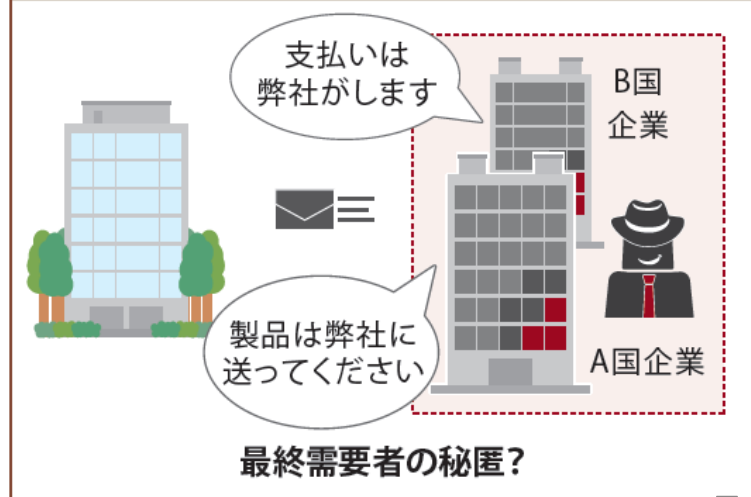 支払いは
弊社がします
B国
企業
製品は弊社に
送ってください
A国企業
最終需要者の秘匿?